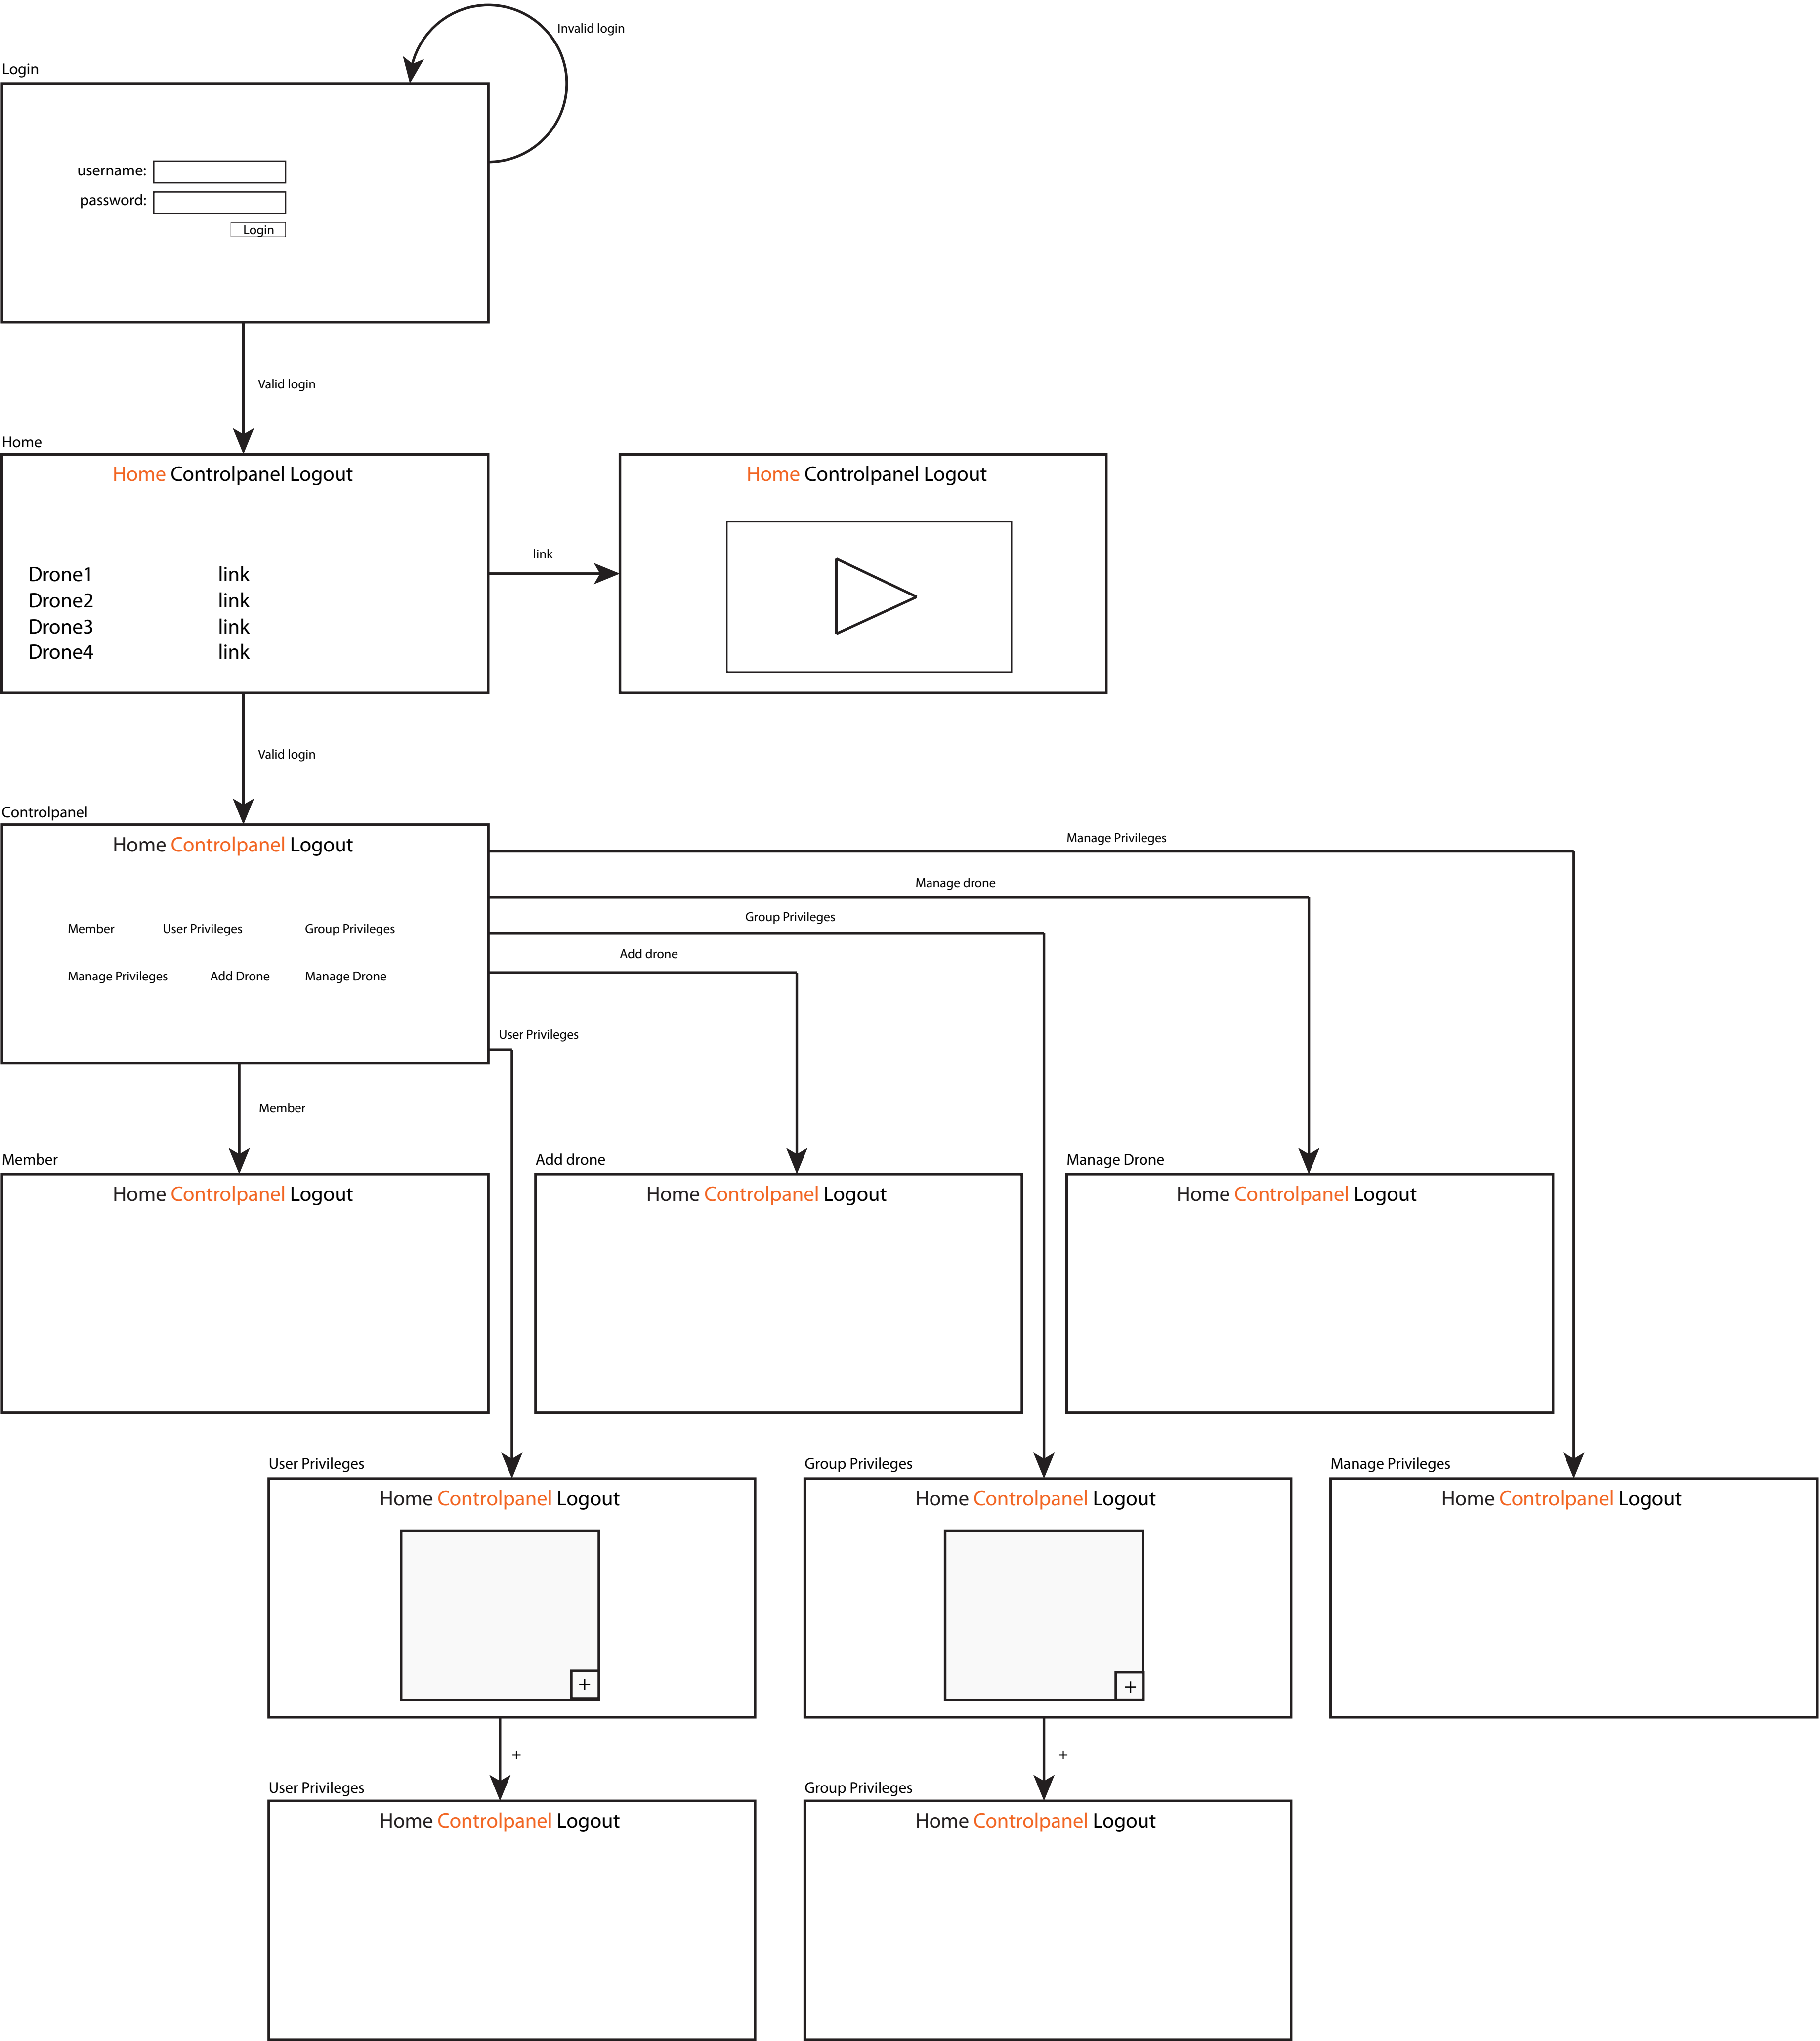 Invalid login
Login
username:
password:
Login
Valid login
Home
Home Controlpanel Logout
Drone1 link
Drone2 link
Drone3 link
Drone4 link
link
Home Controlpanel Logout
Valid login
Controlpanel
Home Controlpanel Logout
Member User Privileges Group Privileges
Manage Privileges Add Drone Manage Drone
Manage Privileges
Manage drone
Group Privileges
Add drone
User Privileges
Member
Member
Home Controlpanel Logout
Add drone
Home Controlpanel Logout
Manage Drone
Home Controlpanel Logout
User Privileges
Home Controlpanel Logout
+
Group Privileges
Home Controlpanel Logout
+
Manage Privileges
Home Controlpanel Logout
+
+
User Privileges
Home Controlpanel Logout
Group Privileges
Home Controlpanel Logout